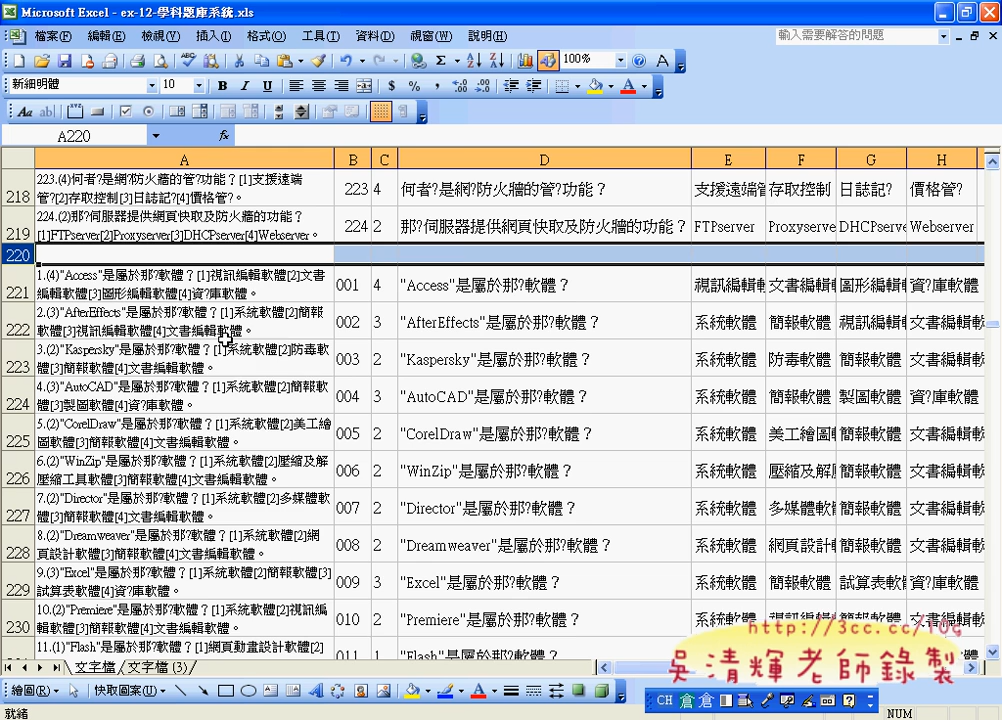 Microsoft Excel - ex-12-學科題庫系統.xls
檔案(F) 編輯(E) 檢視(V) 插入(I) 格式(O) 工具(T) 資料(D) 視窗(W) 說明(H) 輸入需要解答的問題
100%
新細明體 10 B I U
A220 fx
A B C D E F G H
218 223.(4)何者?是網?防火牆的管?功能？[1]支援遠端管?[2]存取控制[3]日誌記?[4]價格管?。 223 4 何者?是網?防火牆的管?功能？ 支援遠端管 存取控制 日誌記? 價格管?
219 224.(2)那?伺服器提供網頁快取及防火牆的功能？[1]FTPserver[2]Proxyserver[3]DHCPserver[4]Webserver。 224 2 那?伺服器提供網頁快取及防火牆的功能？ FTPserver Proxyserve DHCPserve Webserver
220
221 1.(4)"Access"是屬於那?軟體？[1]視訊編輯軟體[2]文書編輯軟體[3]圖形編輯軟體[4]資?庫軟體。 001 4 "Access"是屬於那?軟體？ 視訊編輯軟 文書編輯軟 圖形編輯軟 資?庫軟體
222 2.(3)"AfterEffects"是屬於那?軟體？[1]系統軟體[2]簡報軟體[3]視訊編輯軟體[4]文書編輯軟體。 002 3 "AfterEffects"是屬於那?軟體？ 系統軟體 簡報軟體 視訊編輯軟 文書編輯軟
223 3.(2)"Kaspersky"是屬於那?軟體？[1]系統軟體[2]防毒軟體[3]簡報軟體[4]文書編輯軟體。 003 2 "Kaspersky"是屬於那?軟體？ 系統軟體 防毒軟體 簡報軟體 文書編輯軟
224 4.(3)"AutoCAD"是屬於那?軟體？[1]系統軟體[2]簡報軟體[3]製圖軟體[4]資?庫軟體。 004 3 "AutoCAD"是屬於那?軟體？ 系統軟體 簡報軟體 製圖軟體 資?庫軟體
225 5.(2)"CorelDraw"是屬於那?軟體？[1]系統軟體[2]美工繪圖軟體[3]簡報軟體[4]文書編輯軟體。 005 2 "CorelDraw"是屬於那?軟體？ 系統軟體 美工繪圖 簡報軟體 文書編輯軟
226 6.(2)"WinZip"是屬於那?軟體？[1]系統軟體[2]壓縮及解壓縮工具軟體[3]簡報軟體[4]文書編輯軟體。 006 2 "WinZip"是屬於那?軟體？ 系統軟體 壓縮及解 簡報軟體 文書編輯軟
227 7.(2)"Director"是屬於那?軟體？[1]系統軟體[2]多媒體軟體[3]簡報軟體[4]文書編輯軟體。 007 2 "Director"是屬於那?軟體？ 系統軟體 多媒體軟 簡報軟體 文書編輯軟
228 8.(2)"Dreamweaver"是屬於那?軟體？[1]系統軟體[2]網頁設計軟體[3]簡報軟體[4]文書編輯軟體。 008 2 "Dreamweaver"是屬於那?軟體？ 系統軟體 網頁設計 簡報軟體 文書編輯軟
229 9.(3)"Excel"是屬於那?軟體？[1]系統軟體[2]簡報軟體[3]試算表軟體[4]資?庫軟體。 009 3 "Excel"是屬於那?軟體？ 系統軟體 簡報軟體 試算表軟 資?庫軟體
230 10.(2)"Premiere"是屬於那?軟體？[1]系統軟體[2]視訊編輯軟體[3]簡報軟體[4]文書編輯軟體。 010 2 "Premiere"是屬於那?軟體？ 系統軟體 視訊編輯 簡報軟體 文書編輯軟
11.(1)"Flash"是屬於那?軟體？[1]網頁動畫設計軟體[2] 011 1 "Flash"是屬於那?軟體？
http://3cc.cc/10g
吳清輝老師錄製
文字檔 文字檔 (3)
繪圖(R) 快取圖案(U)
CH 倉
就緒 NUM